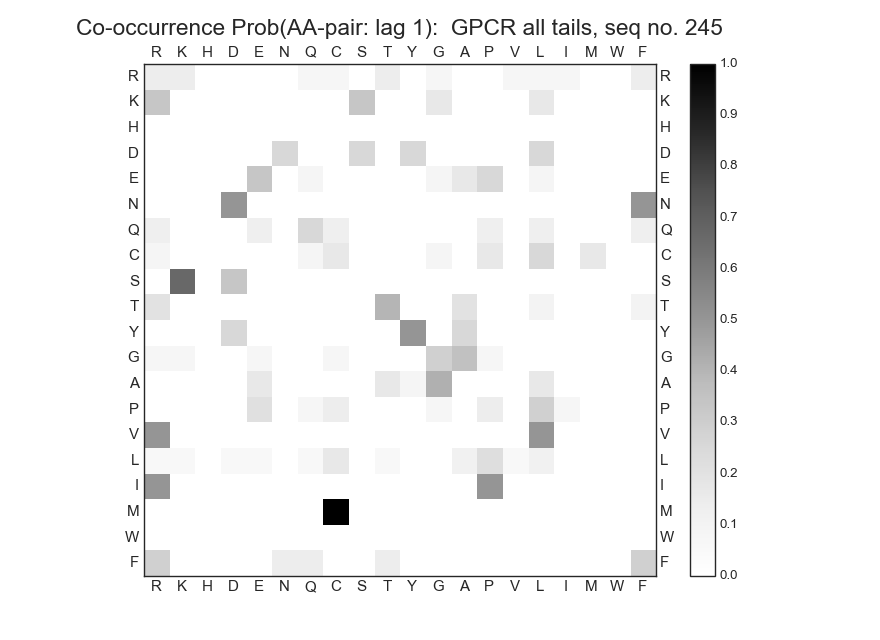 Co-occurrence Prob(AA-pair: lag 1):  GPCR all tails, seq no. 245
R K H D E N Q C S T Y G A P V L I M W F
R R 1.0
K K 0.9
H H
D D 0.8
E E
N N 0.7
Q Q
C C 0.6
S S
T T 0.5
Y Y
G G 0.4
A A
P P 0.3
V V
L L 0.2
I I
M M 0.1
W W
F F 0.0
R K H D E N Q C S T Y G A P V L I M W F